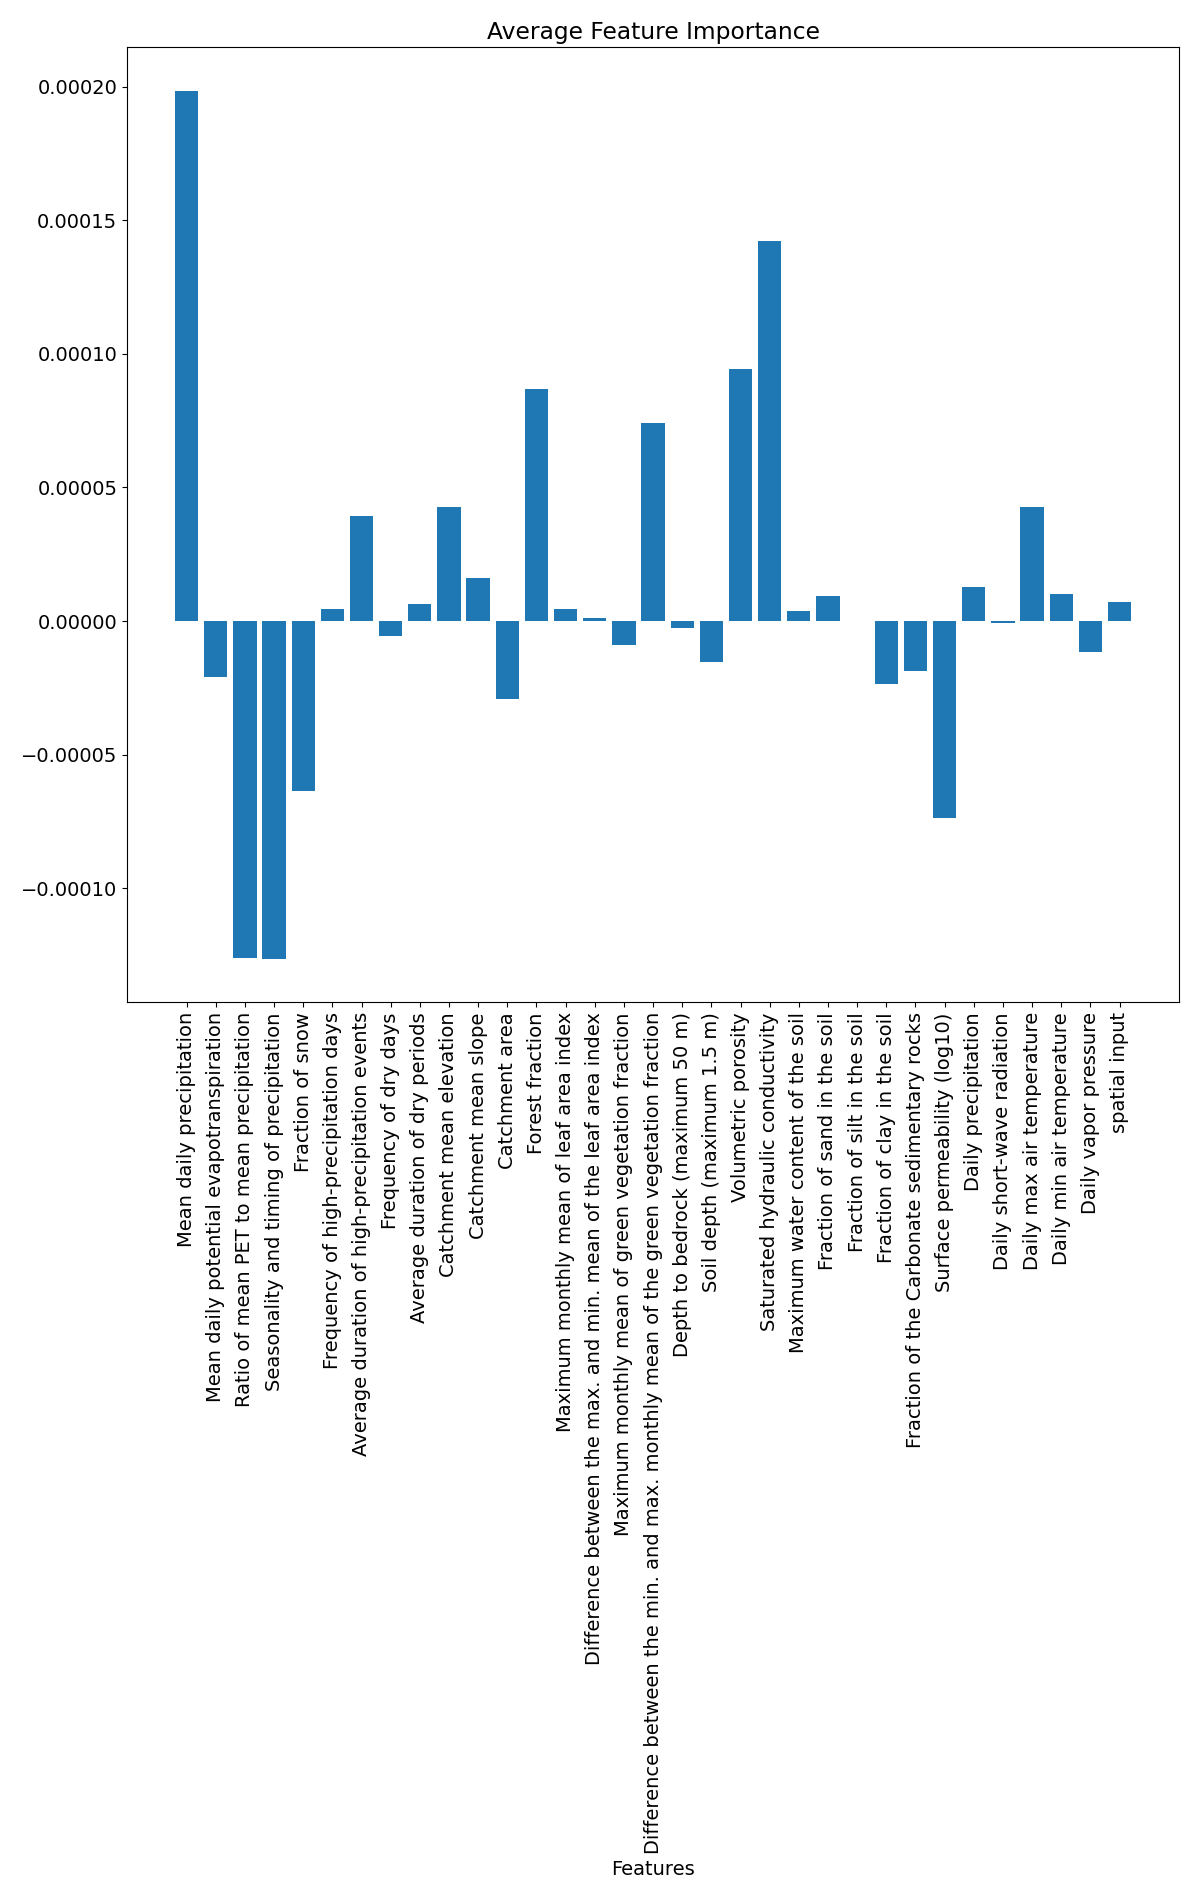 Average Feature Importance
0.00020
0.00015
0.00010
0.00005
0.00000
−0.00005
−0.00010
Mean daily precipitation
Mean daily potential evapotranspiration
Ratio of mean PET to mean precipitation
Seasonality and timing of precipitation
Fraction of snow
Frequency of high-precipitation days
Average duration of high-precipitation events
Frequency of dry days
Average duration of dry periods
Catchment mean elevation
Catchment mean slope
Catchment area
Forest fraction
Maximum monthly mean of leaf area index
Difference between the max. and min. mean of the leaf area index
Maximum monthly mean of green vegetation fraction
Difference between the min. and max. monthly mean of the green vegetation fraction
Depth to bedrock (maximum 50 m)
Soil depth (maximum 1.5 m)
Volumetric porosity
Saturated hydraulic conductivity
Maximum water content of the soil
Fraction of sand in the soil
Fraction of silt in the soil
Fraction of clay in the soil
Fraction of the Carbonate sedimentary rocks
Surface permeability (log10)
Daily precipitation
Daily short-wave radiation
Daily max air temperature
Daily min air temperature
Daily vapor pressure
spatial input
Features